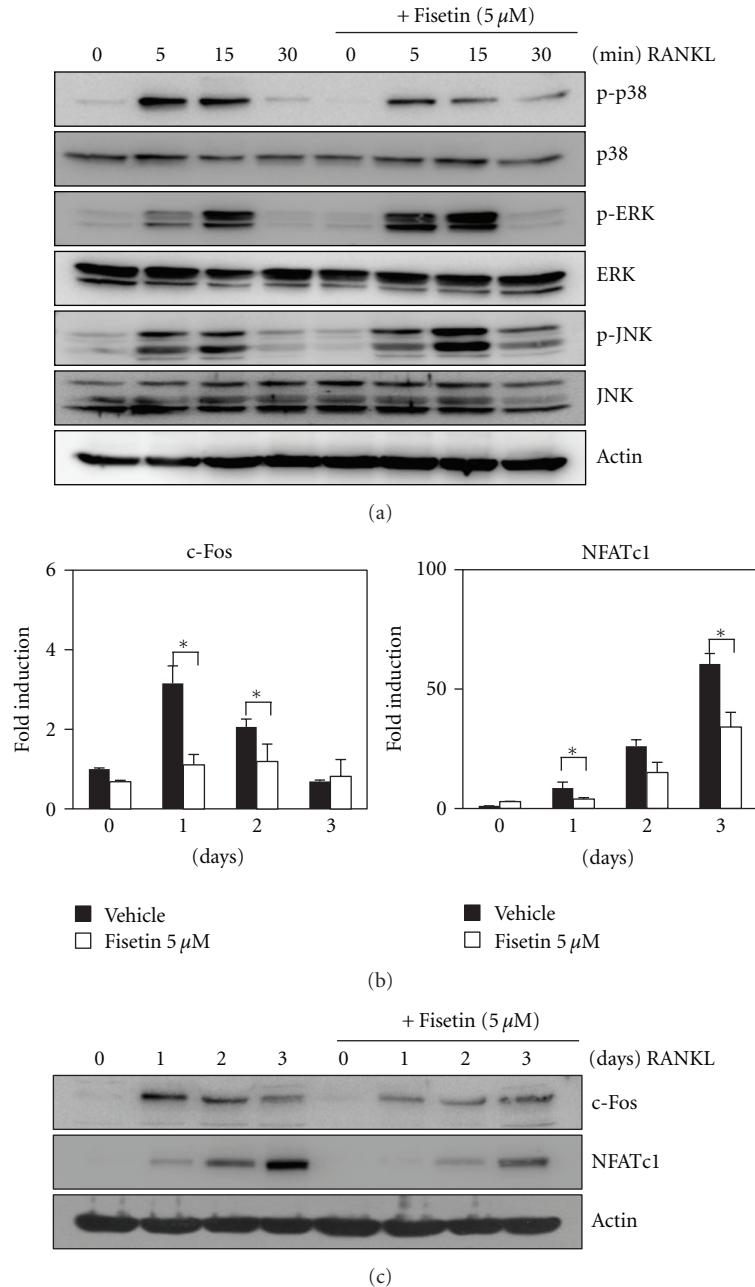 + Fisetin (5 μM)
0 5 15 30 0 5 15 30 (min) RANKL
p-p38
p38
p-ERK
ERK
p-JNK
JNK
Actin
(a)
c-Fos
6
4
2
0
Fold induction
*
*
0 1 2 3
(days)
Vehicle
Fisetin 5 μM
NFATc1
100
50
0
Fold induction
*
*
0 1 2 3
(days)
Vehicle
Fisetin 5 μM
(b)
+ Fisetin (5 μM)
0 1 2 3 0 1 2 3 (days) RANKL
c-Fos
NFATc1
Actin
(c)